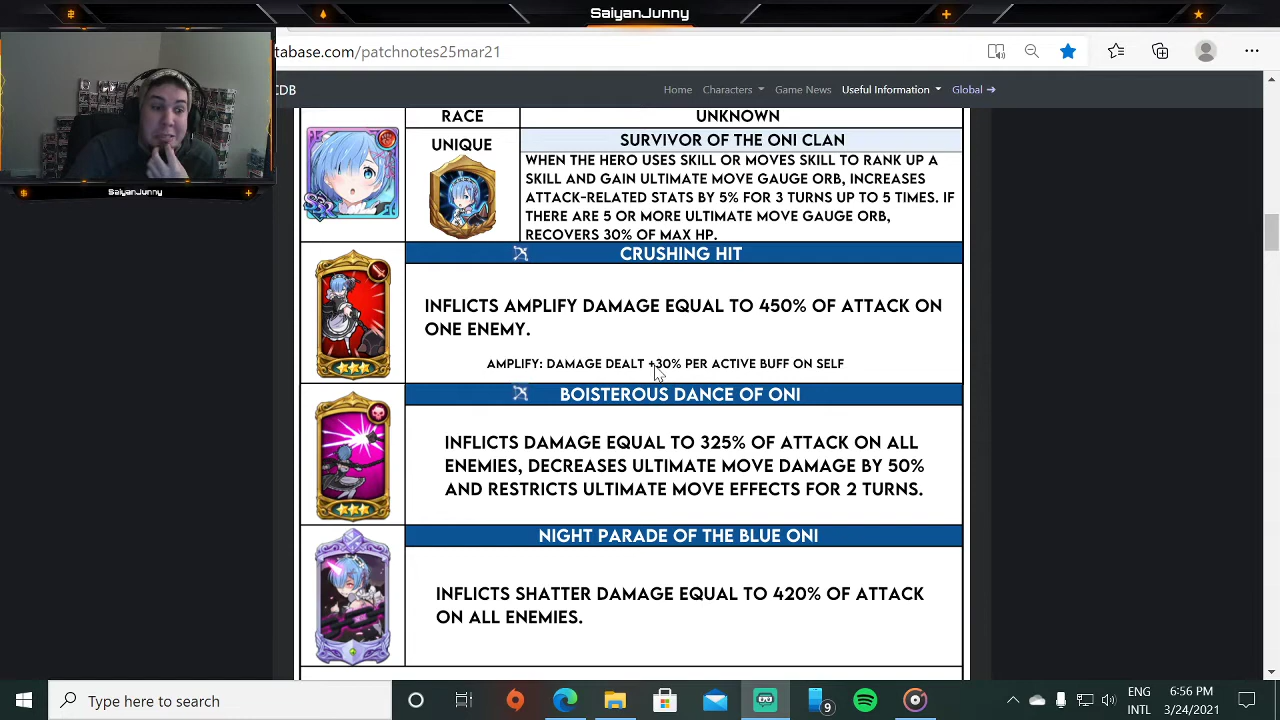 SaiyanJunny
tabase.com/patchnotes25mar21
CDB
Home
Characters
Game News
Useful Information
Global →
RACE
UNKNOWN
UNIQUE
SURVIVOR OF THE ONI CLAN
WHEN THE HERO USES SKILL OR MOVES SKILL TO RANK UP A
SKILL AND GAIN ULTIMATE MOVE GAUGE ORB, INCREASES
ATTACK-RELATED STATS BY 5% FOR 3 TURNS UP TO 5 TIMES. IF
THERE ARE 5 OR MORE ULTIMATE MOVE GAUGE ORB,
RECOVERS 30% OF MAX HP.
SSR
SaiyanJunny
CRUSHING HIT
INFLICTS AMPLIFY DAMAGE EQUAL TO 450% OF ATTACK ON
ONE ENEMY.
AMPLIFY: DAMAGE DEALT +30% PER ACTIVE BUFF ON SELF
BOISTEROUS DANCE OF ONI
INFLICTS DAMAGE EQUAL TO 325% OF ATTACK ON ALL
ENEMIES, DECREASES ULTIMATE MOVE DAMAGE BY 50%
AND RESTRICTS ULTIMATE MOVE EFFECTS FOR 2 TURNS.
NIGHT PARADE OF THE BLUE ONI
INFLICTS SHATTER DAMAGE EQUAL TO 420% OF ATTACK
ON ALL ENEMIES.
Type here to search
9
ENG
INTL
6:56 PM
3/24/2021